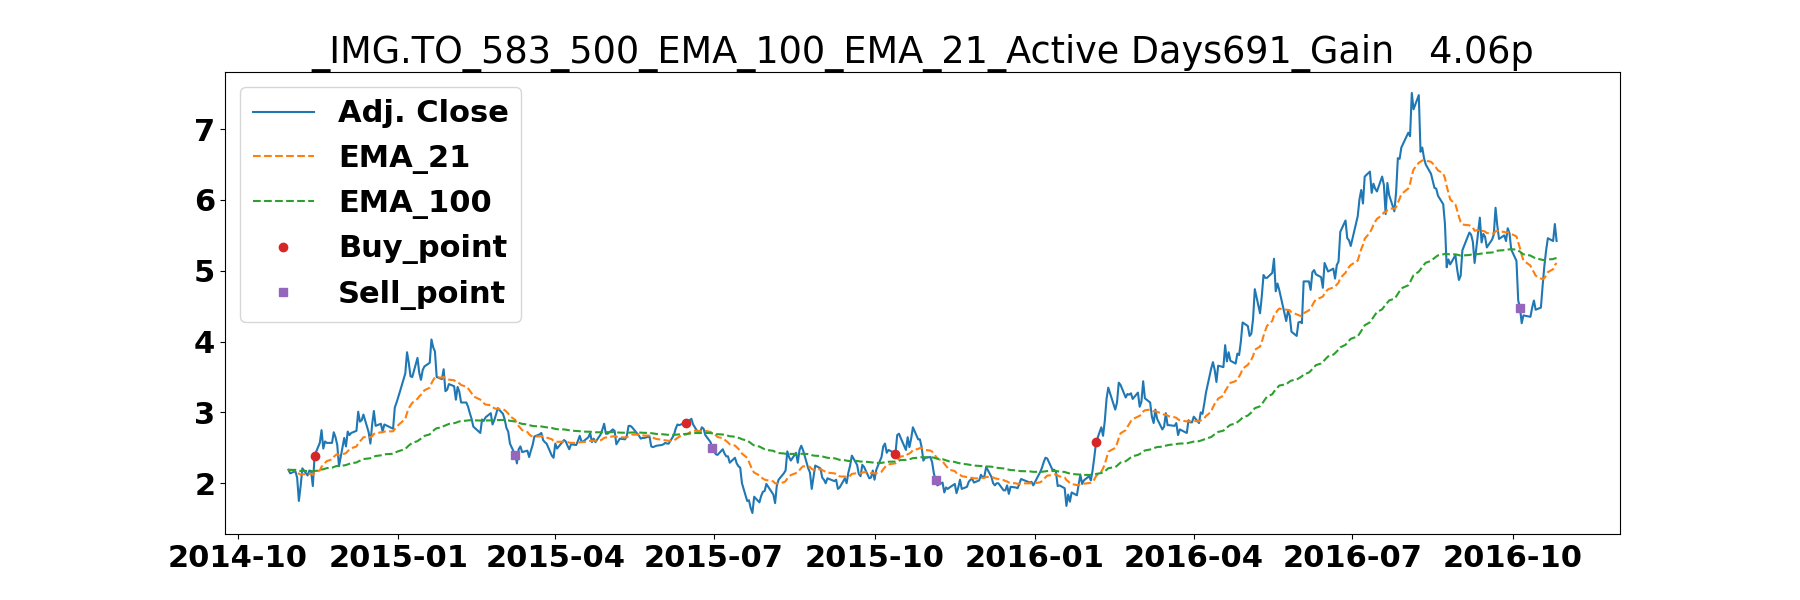 _IMG.TO_583_500_EMA_100_EMA_21_Active Days691_Gain   4.06p
Adj. Close
EMA_21
EMA_100
Buy_point
Sell_point
7
6
5
4
3
2
2014-10 2015-01 2015-04 2015-07 2015-10 2016-01 2016-04 2016-07 2016-10